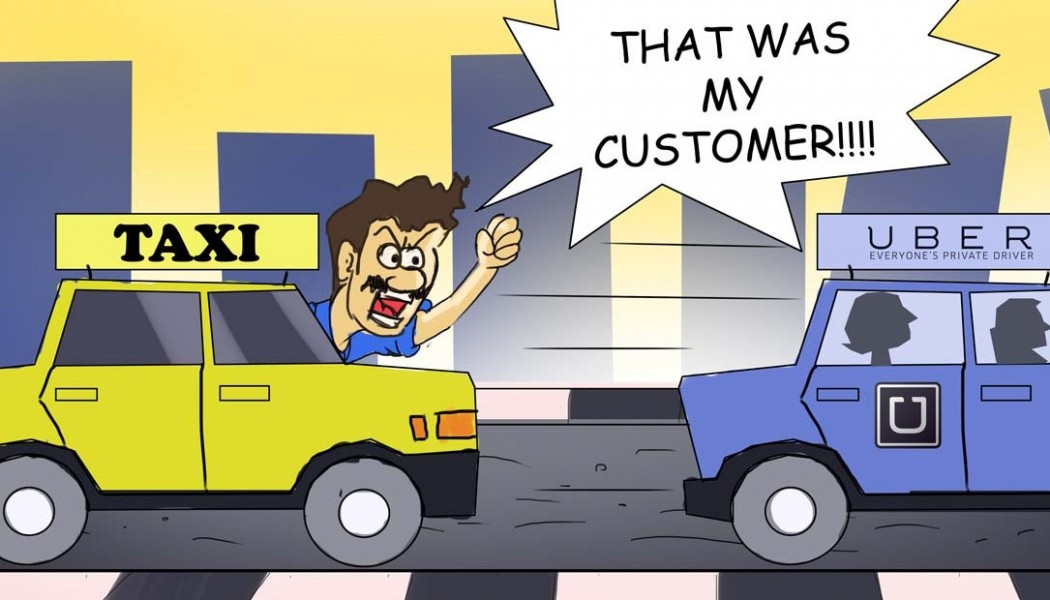 THAT WAS
MY
CUSTOMER!!!!
TAXI
UBER
EVERYONE'S PRIVATE DRIVER
U